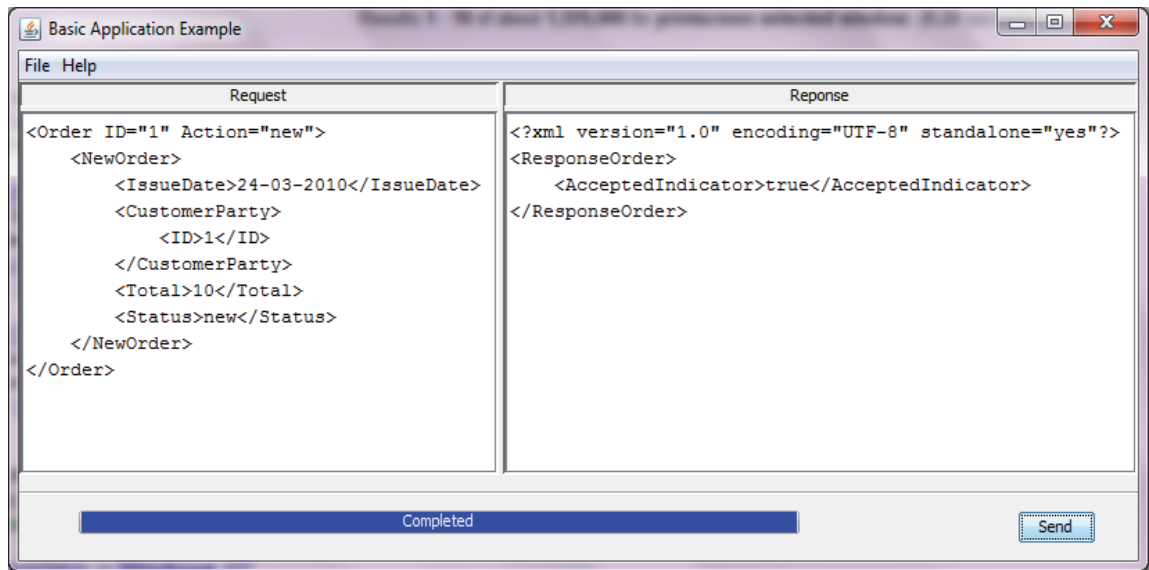 Basic Application Example
File Help
Request
<Order ID="1" Action="new">
    <NewOrder>
        <IssueDate>24-03-2010</IssueDate>
        <CustomerParty>
            <ID>1</ID>
        </CustomerParty>
        <Total>10</Total>
        <Status>new</Status>
    </NewOrder>
</Order>
Reponse
<?xml version="1.0" encoding="UTF-8" standalone="yes"?>
<ResponseOrder>
    <AcceptedIndicator>true</AcceptedIndicator>
</ResponseOrder>
Completed
Send